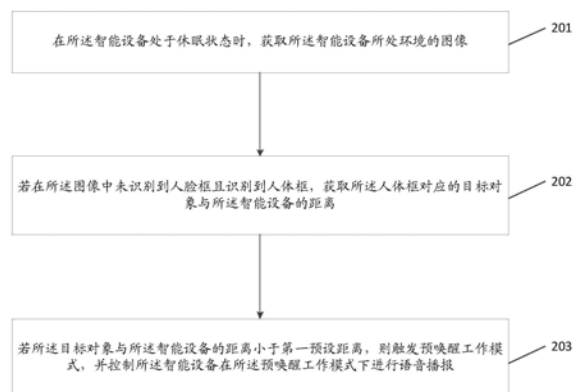 在所述智能设备处于休眠状态时，获取所述智能设备所处环境的图像
201
若在所述图像中未识别到人脸框且识别到人体框，获取所述人体框对应的目标对
象与所述智能设备的距离
202
若所述目标对象与所述智能设备的距离小于第一预设距离，则触发预唤醒工作模
式，并控制所述智能设备在所述预唤醒工作模式下进行语音播报
203